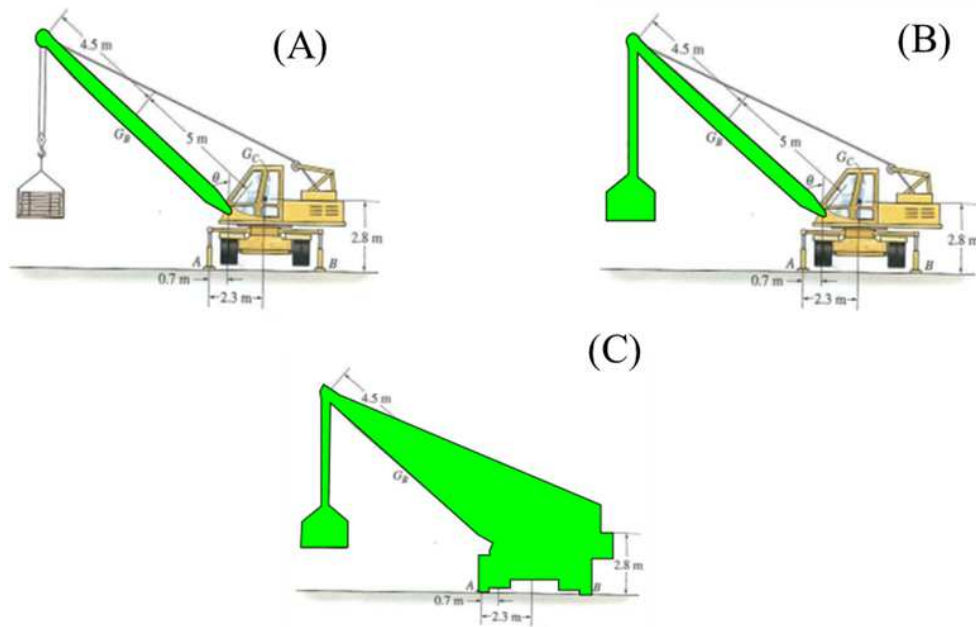 (A)
4.5 m
G_B
5 m
G_C
θ
2.8 m
A
B
0.7 m
2.3 m
(B)
4.5 m
G_B
5 m
G_C
θ
2.8 m
A
B
0.7 m
2.3 m
(C)
4.5 m
G_B
2.8 m
A
B
0.7 m
2.3 m